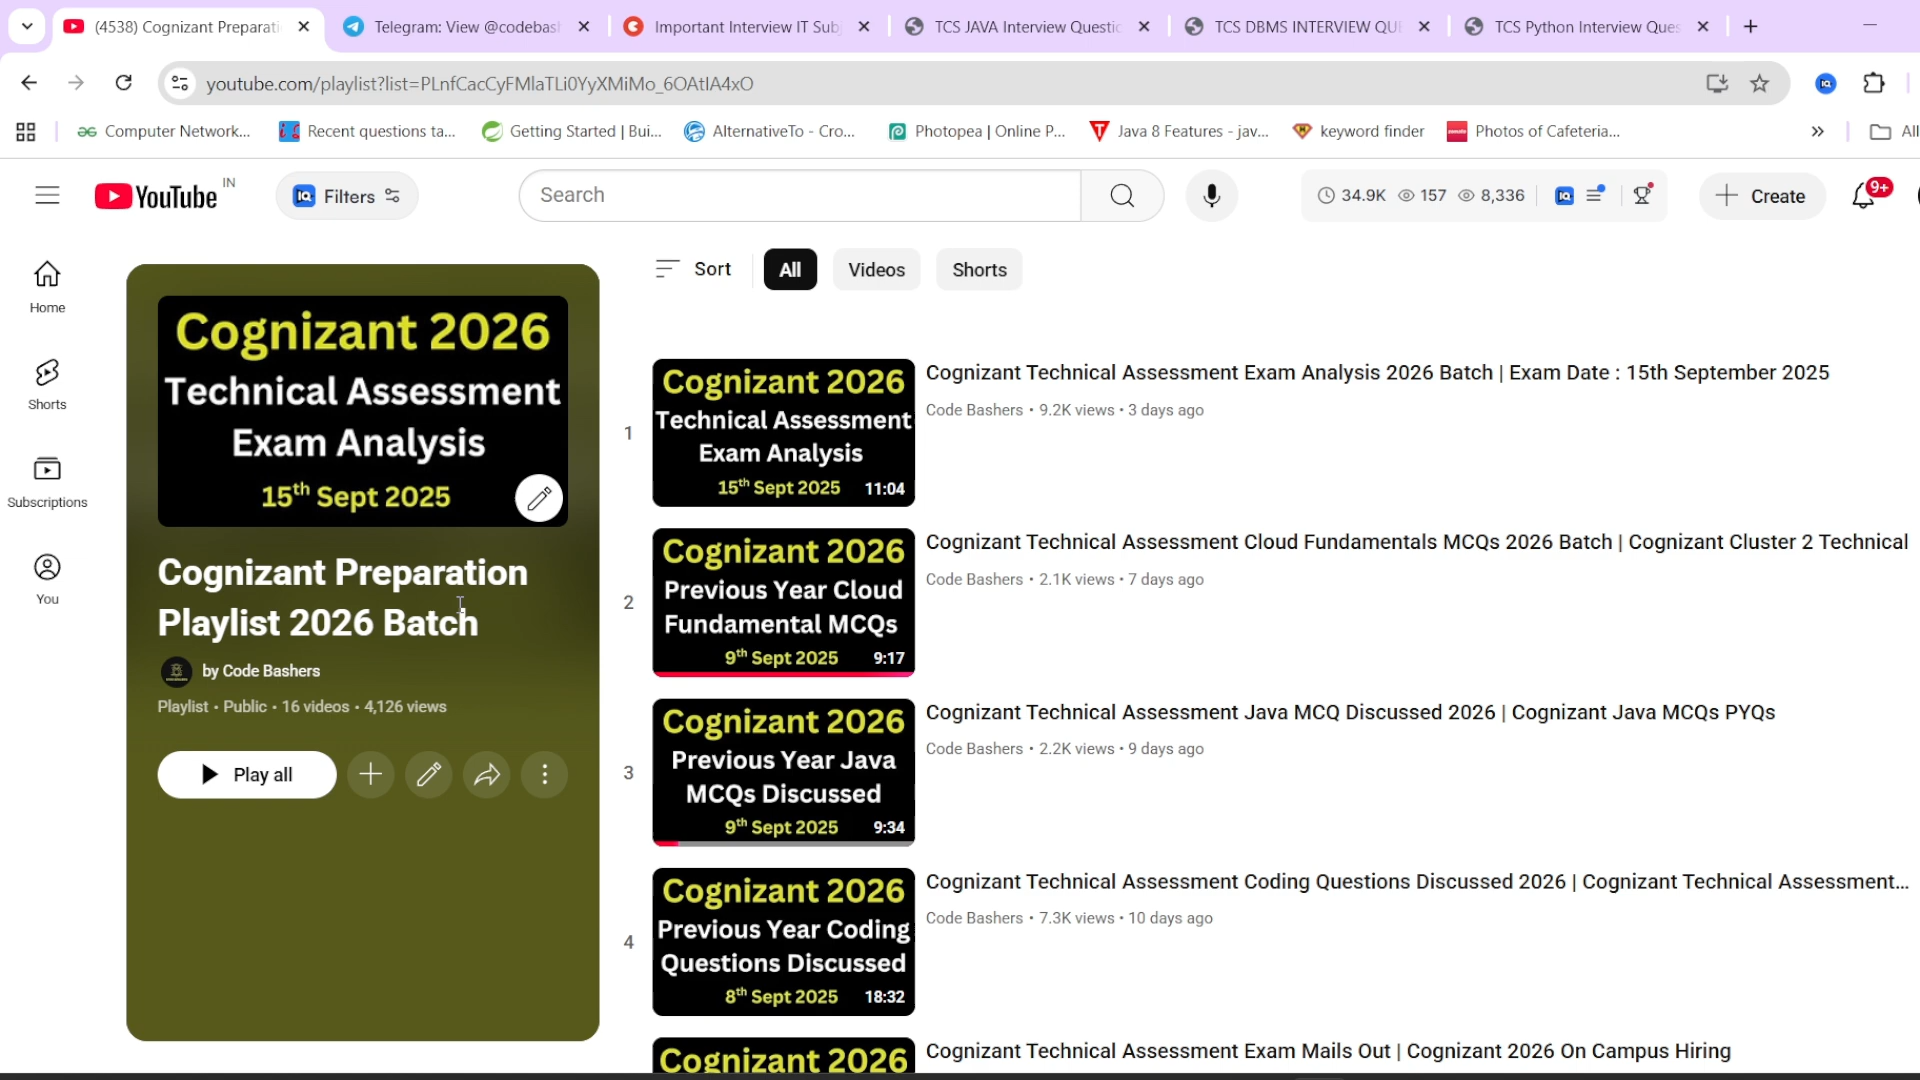 (4538) Cognizant Preparati
Telegram: View @codebash
Important Interview IT Subj
TCS JAVA Interview Questic
TCS DBMS INTERVIEW QUE
TCS Python Interview Ques
youtube.com/playlist?list=PLnfCacCyFMlaTLi0YyXMiMo_6OAtIA4xO
Computer Network...
Recent questions ta...
Getting Started | Bui...
AlternativeTo - Cro...
Photopea | Online P...
Java 8 Features - jav...
keyword finder
Photos of Cafeteria...
All
YouTube IN
Filters
Search
34.9K 157 8,336
Create
9+
Home
Shorts
Subscriptions
You
Cognizant 2026
Technical Assessment
Exam Analysis
15th Sept 2025
Cognizant Preparation
Playlist 2026 Batch
by Code Bashers
Playlist • Public • 16 videos • 4,126 views
Play all
Sort
All
Videos
Shorts
1
Cognizant 2026
Technical Assessment
Exam Analysis
15th Sept 2025
11:04
Cognizant Technical Assessment Exam Analysis 2026 Batch | Exam Date : 15th September 2025
Code Bashers • 9.2K views • 3 days ago
2
Cognizant 2026
Previous Year Cloud
Fundamental MCQs
9th Sept 2025
9:17
Cognizant Technical Assessment Cloud Fundamentals MCQs 2026 Batch | Cognizant Cluster 2 Technical
Code Bashers • 2.1K views • 7 days ago
3
Cognizant 2026
Previous Year Java
MCQs Discussed
9th Sept 2025
9:34
Cognizant Technical Assessment Java MCQ Discussed 2026 | Cognizant Java MCQs PYQs
Code Bashers • 2.2K views • 9 days ago
4
Cognizant 2026
Previous Year Coding
Questions Discussed
8th Sept 2025
18:32
Cognizant Technical Assessment Coding Questions Discussed 2026 | Cognizant Technical Assessment...
Code Bashers • 7.3K views • 10 days ago
Cognizant 2026
Cognizant Technical Assessment Exam Mails Out | Cognizant 2026 On Campus Hiring